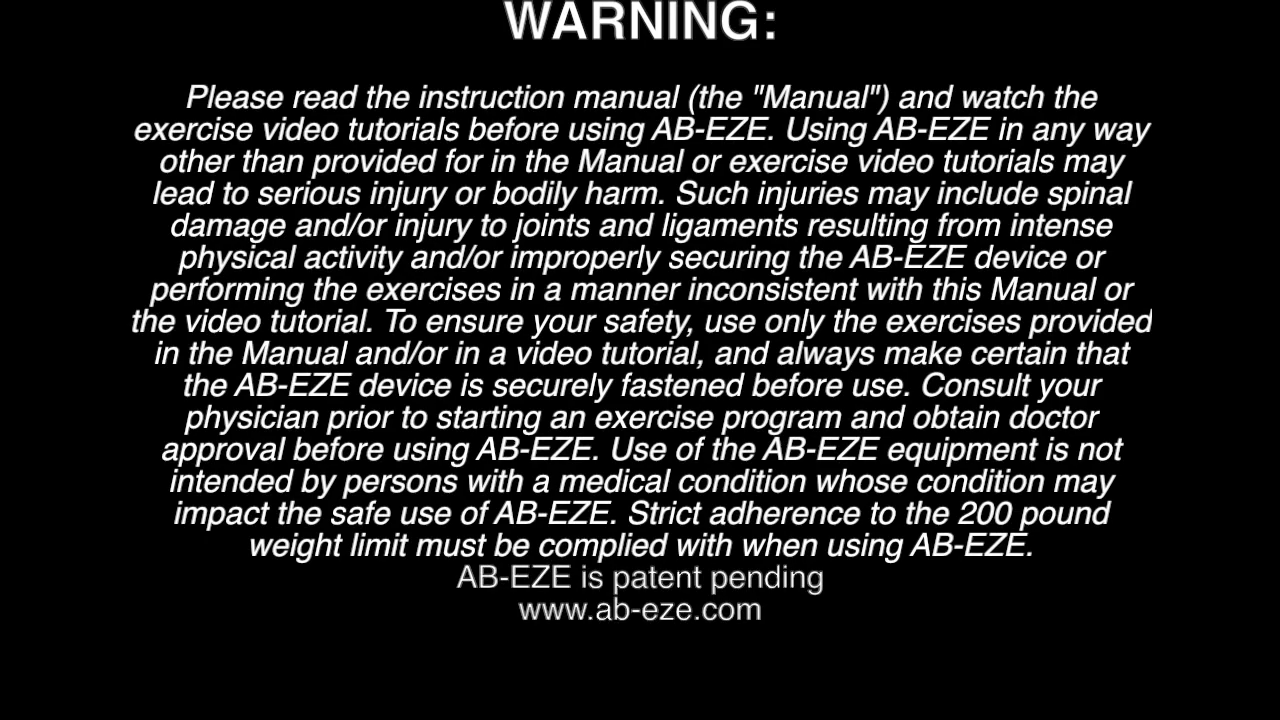 WARNING:
Please read the instruction manual (the "Manual") and watch the
exercise video tutorials before using AB-EZE. Using AB-EZE in any way
other than provided for in the Manual or exercise video tutorials may
lead to serious injury or bodily harm. Such injuries may include spinal
damage and/or injury to joints and ligaments resulting from intense
physical activity and/or improperly securing the AB-EZE device or
performing the exercises in a manner inconsistent with this Manual or
the video tutorial. To ensure your safety, use only the exercises provided
in the Manual and/or in a video tutorial, and always make certain that
the AB-EZE device is securely fastened before use. Consult your
physician prior to starting an exercise program and obtain doctor
approval before using AB-EZE. Use of the AB-EZE equipment is not
intended by persons with a medical condition whose condition may
impact the safe use of AB-EZE. Strict adherence to the 200 pound
weight limit must be complied with when using AB-EZE.
AB-EZE is patent pending
www.ab-eze.com